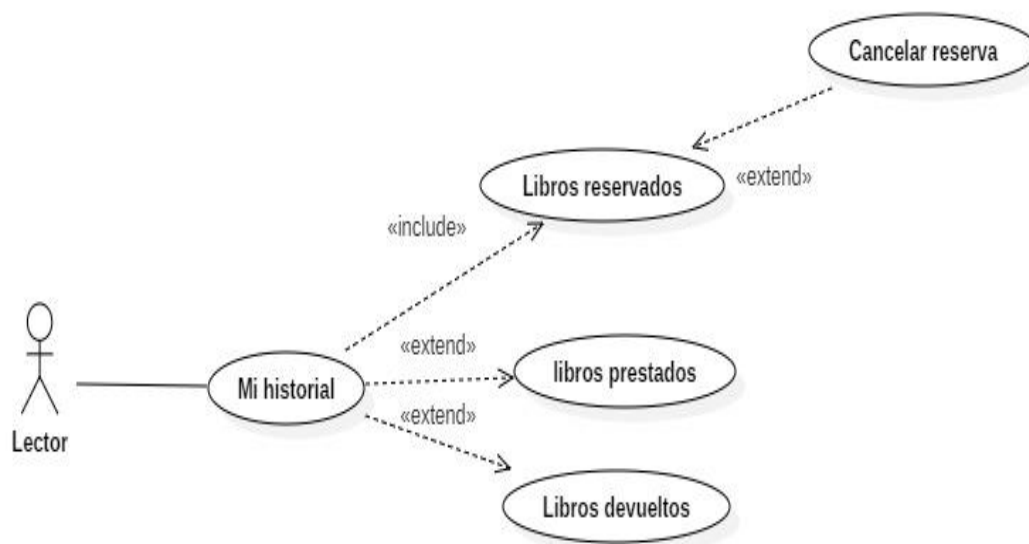 Cancelar reserva
Libros reservados
«extend»
«include»
«extend»
libros prestados
Mi historial
«extend»
Lector
Libros devueltos